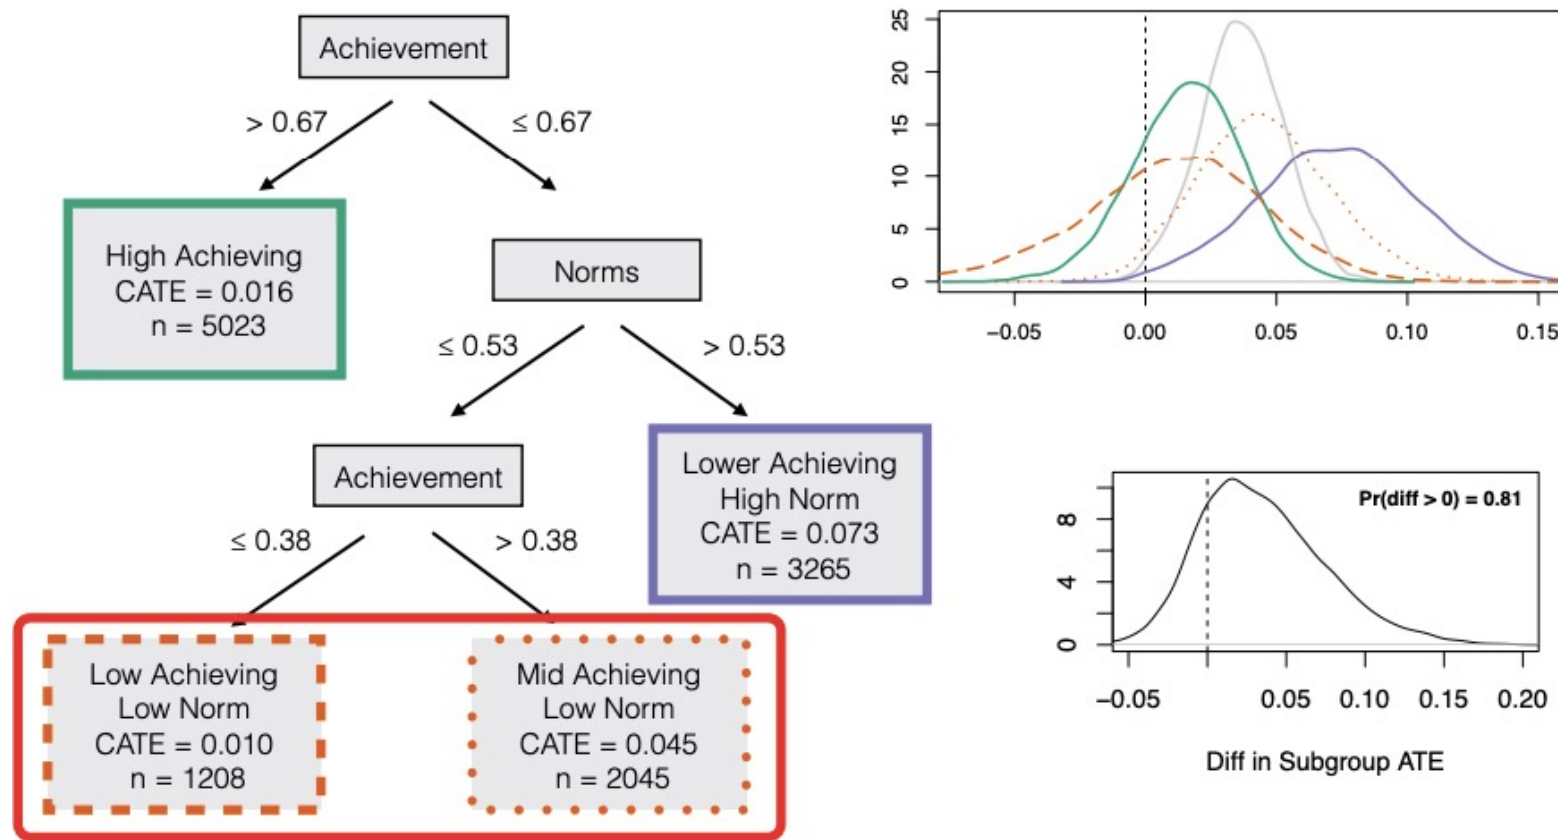 Achievement
> 0.67
≤ 0.67
High Achieving
CATE = 0.016
n = 5023
Norms
≤ 0.53
> 0.53
Achievement
Lower Achieving
High Norm
CATE = 0.073
n = 3265
≤ 0.38
> 0.38
Low Achieving
Low Norm
CATE = 0.010
n = 1208
Mid Achieving
Low Norm
CATE = 0.045
n = 2045
25
20
15
10
5
0
−0.05 0.00 0.05 0.10 0.15
Pr(diff > 0) = 0.81
8
4
0
−0.05 0.05 0.10 0.15 0.20
Diff in Subgroup ATE